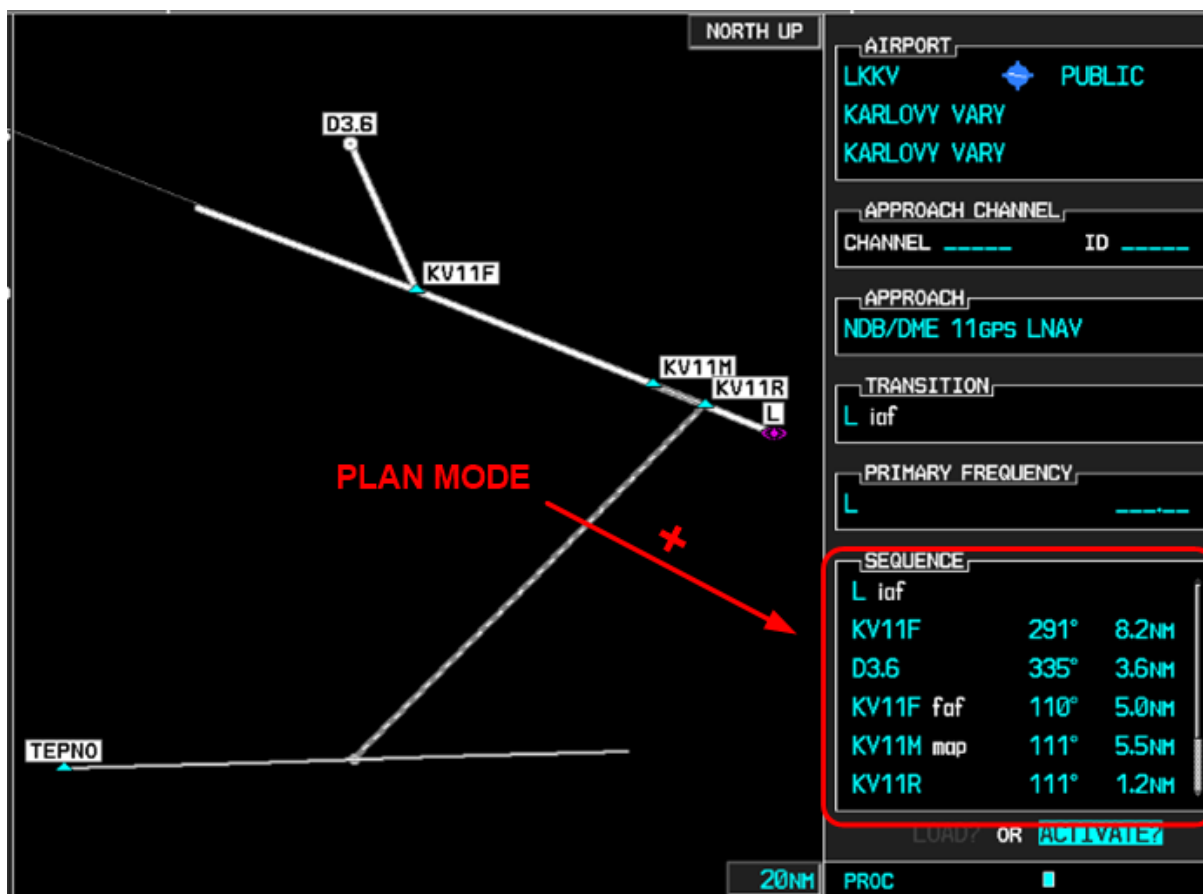 NORTH UP
D3.6
KV11F
KV11M
KV11R
L
PLAN MODE
TEPNO
20NM
AIRPORT
LKKV PUBLIC
KARLOVY VARY
KARLOVY VARY
APPROACH CHANNEL
CHANNEL _____ ID _____
APPROACH
NDB/DME 11GPS LNAV
TRANSITION
L iaf
PRIMARY FREQUENCY
L ___.__
SEQUENCE
L iaf
KV11F 291° 8.2NM
D3.6 335° 3.6NM
KV11F faf 110° 5.0NM
KV11M map 111° 5.5NM
KV11R 111° 1.2NM
LOAD? OR ACTIVATE?
PROC